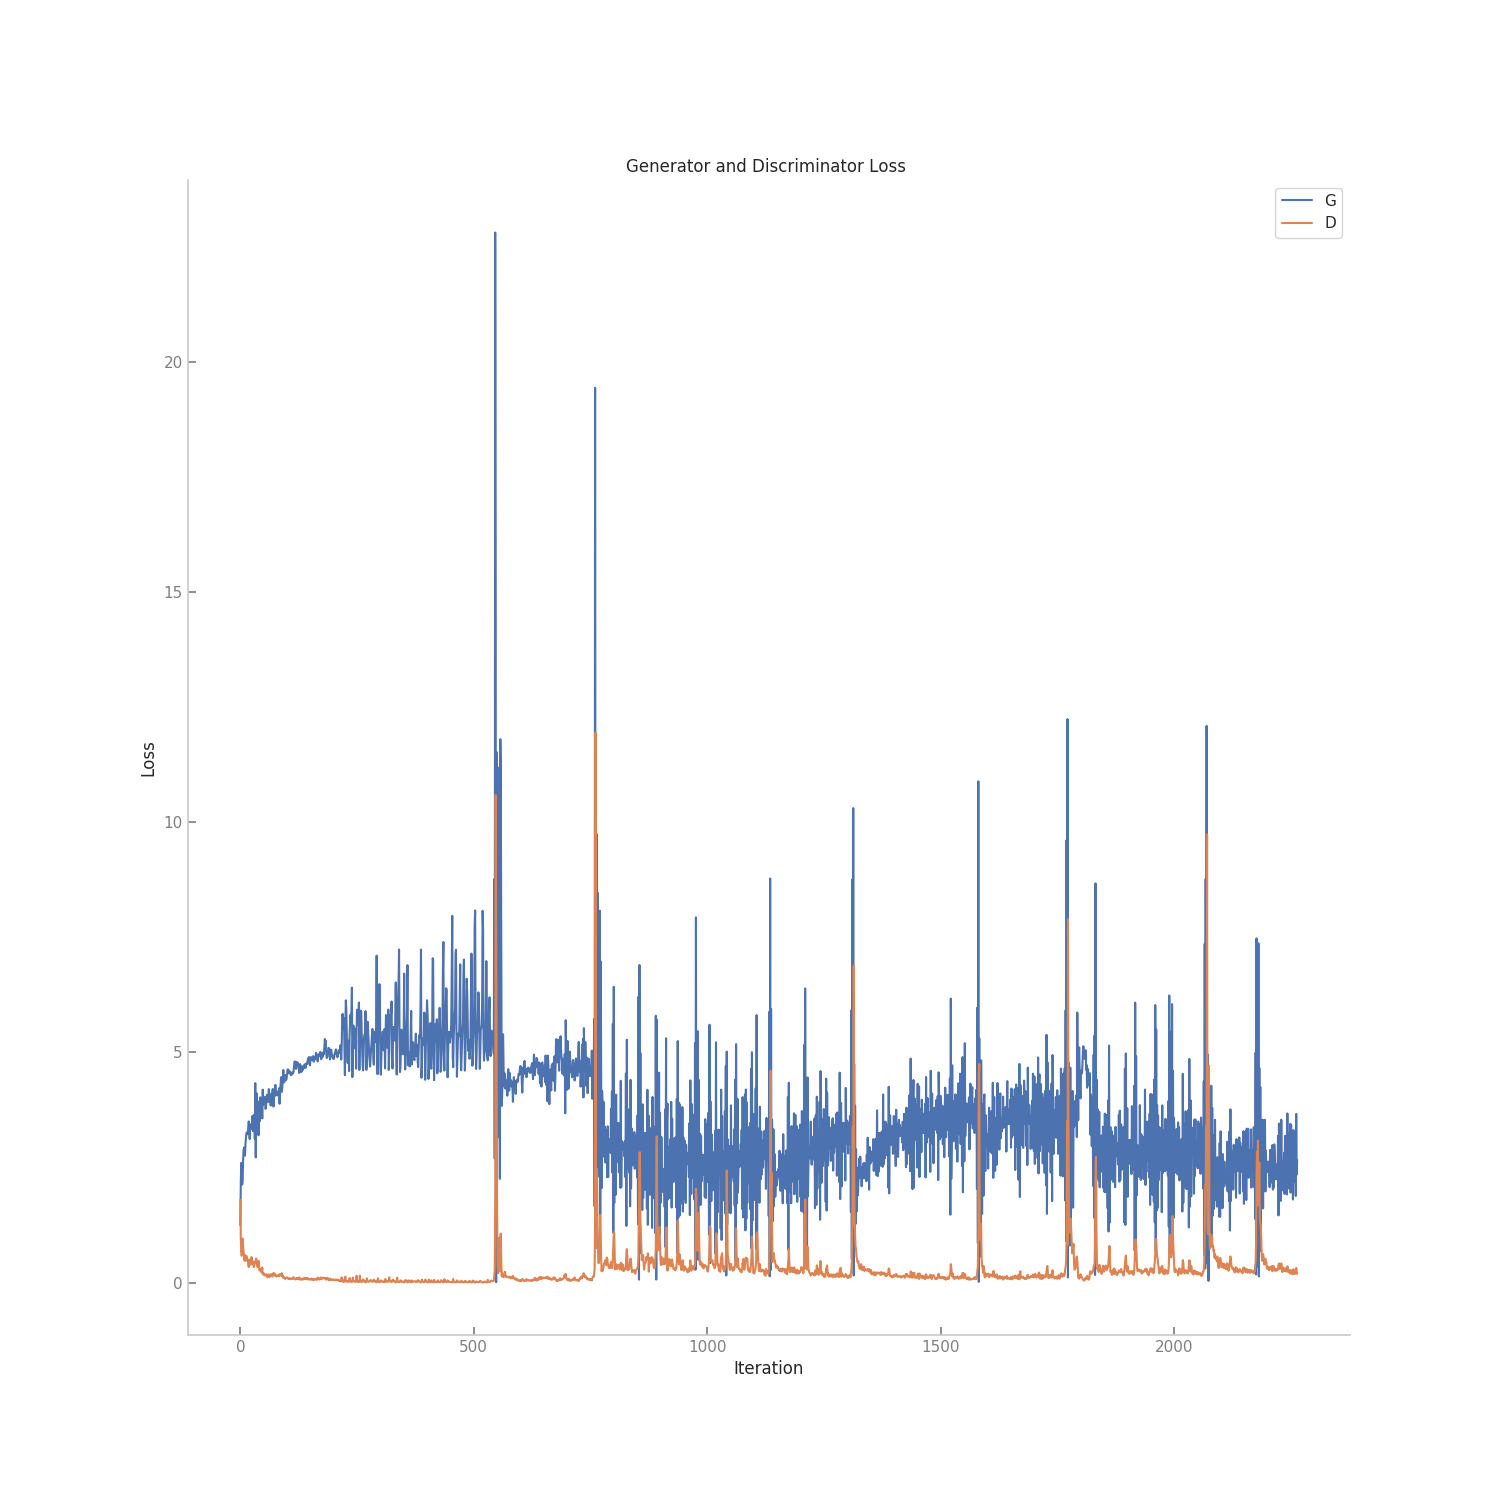 Generator and Discriminator Loss
G
D
20
15
10
5
0
Loss
0 500 1000 1500 2000
Iteration